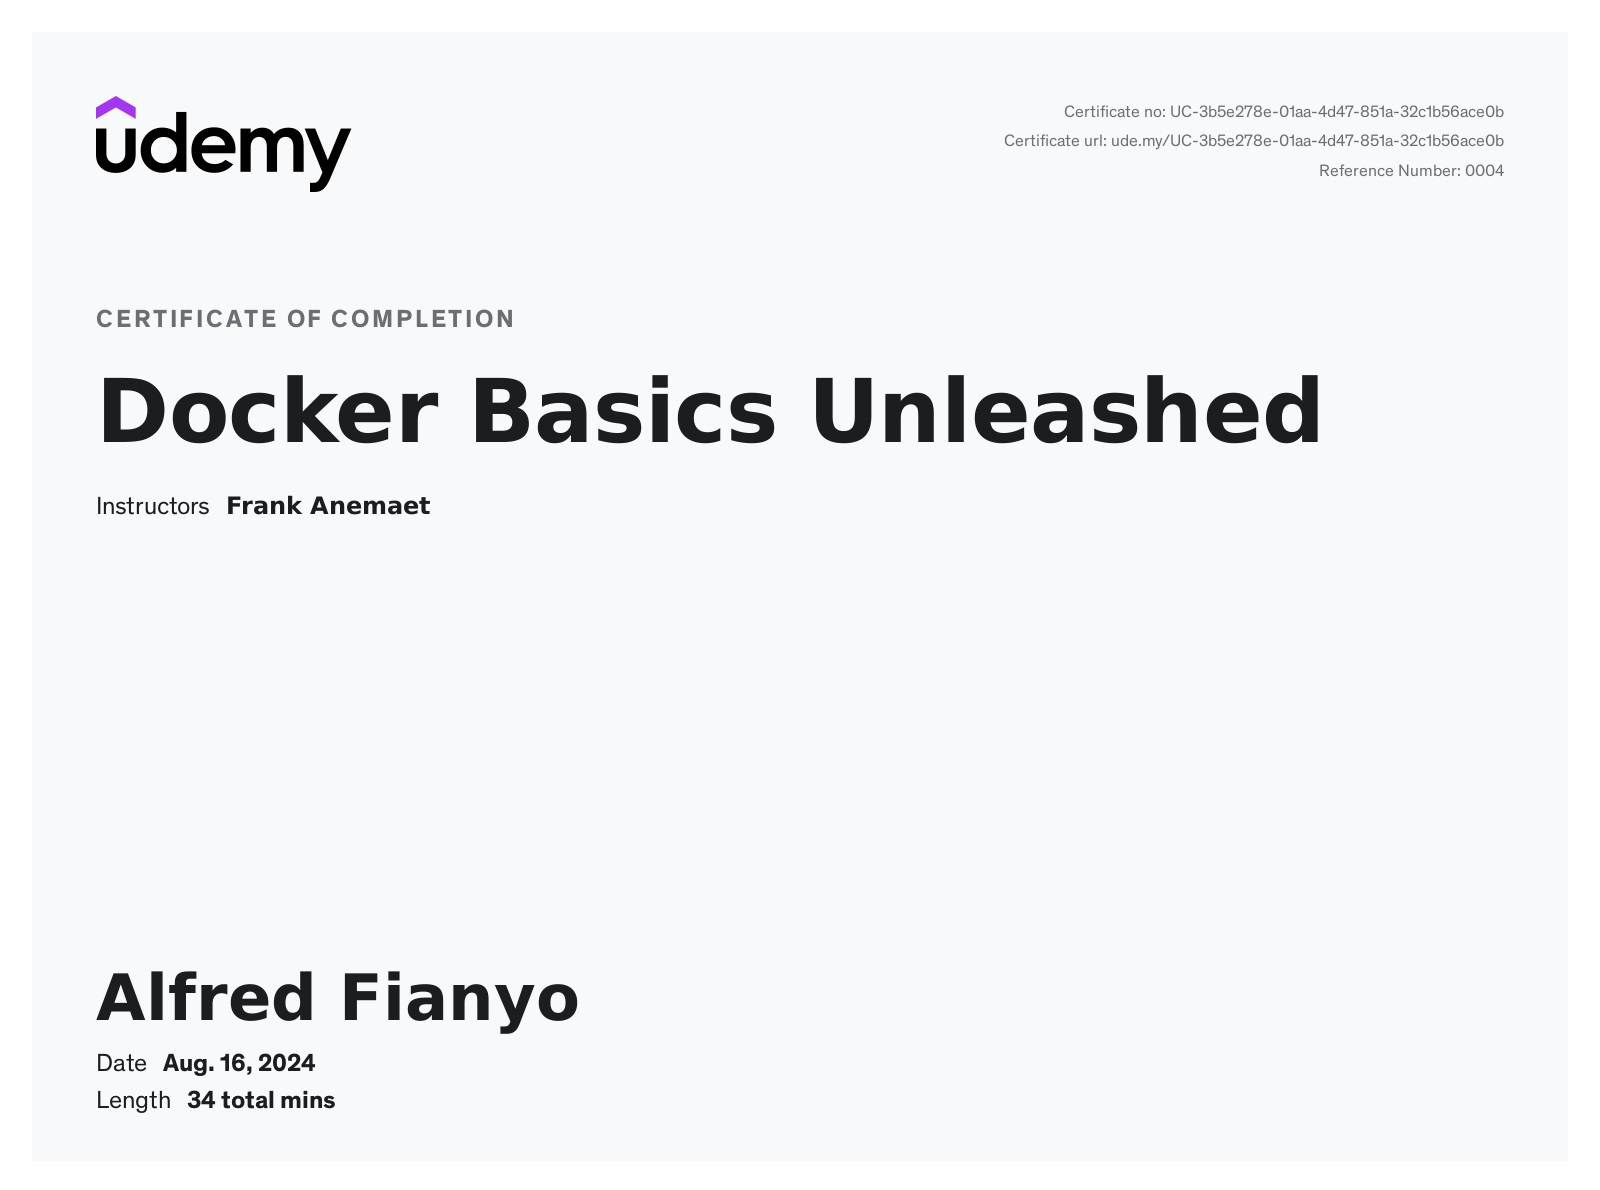 udemy
Certificate no: UC-3b5e278e-01aa-4d47-851a-32c1b56ace0b
Certificate url: ude.my/UC-3b5e278e-01aa-4d47-851a-32c1b56ace0b
Reference Number: 0004
CERTIFICATE OF COMPLETION
Docker Basics Unleashed
Instructors Frank Anemaet
Alfred Fianyo
Date Aug. 16, 2024
Length 34 total mins